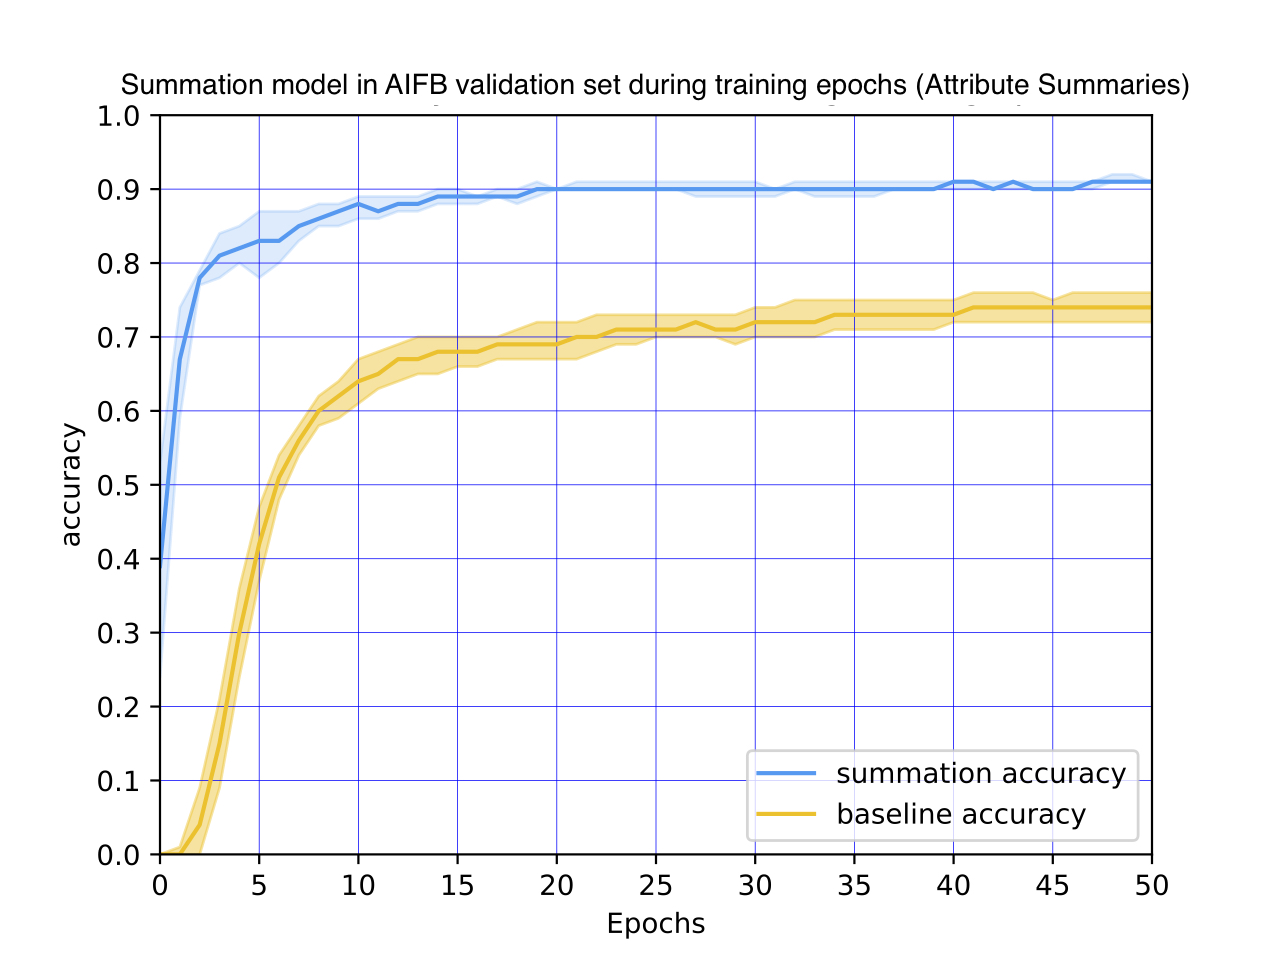 Summation model in AIFB validation set during training epochs (Attribute Summaries)
1.0
0.9
0.8
0.7
0.6
0.5
0.4
0.3
0.2
0.1
0.0
accuracy
summation accuracy
baseline accuracy
0 5 10 15 20 25 30 35 40 45 50
Epochs